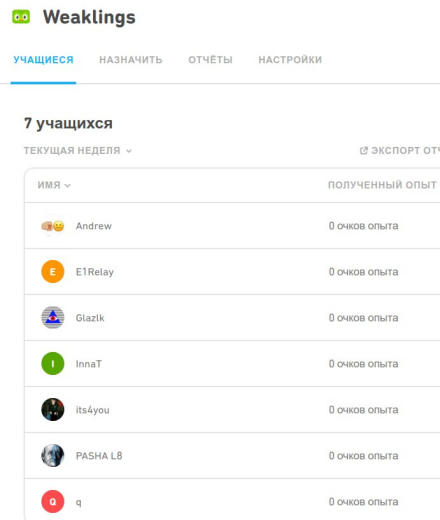 Weaklings
УЧАЩИЕСЯ НАЗНАЧИТЬ ОТЧЁТЫ НАСТРОЙКИ
7 учащихся
ТЕКУЩАЯ НЕДЕЛЯ ЭКСПОРТ ОТЧ
ИМЯ ПОЛУЧЕННЫЙ ОПЫТ
Andrew 0 очков опыта
E E1Relay 0 очков опыта
Glazlk 0 очков опыта
I InnaT 0 очков опыта
its4you 0 очков опыта
PASHA L8 0 очков опыта
Q q 0 очков опыта